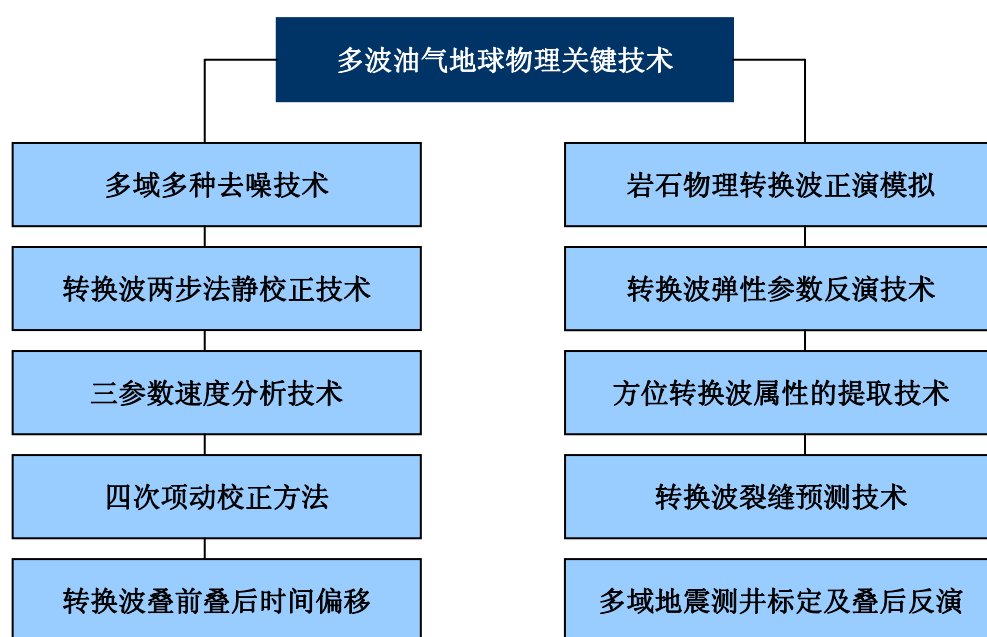 多波油气地球物理关键技术
多域多种去噪技术
转换波两步法静校正技术
三参数速度分析技术
四次项动校正方法
转换波叠前叠后时间偏移
岩石物理转换波正演模拟
转换波弹性参数反演技术
方位转换波属性的提取技术
转换波裂缝预测技术
多域地震测井标定及叠后反演